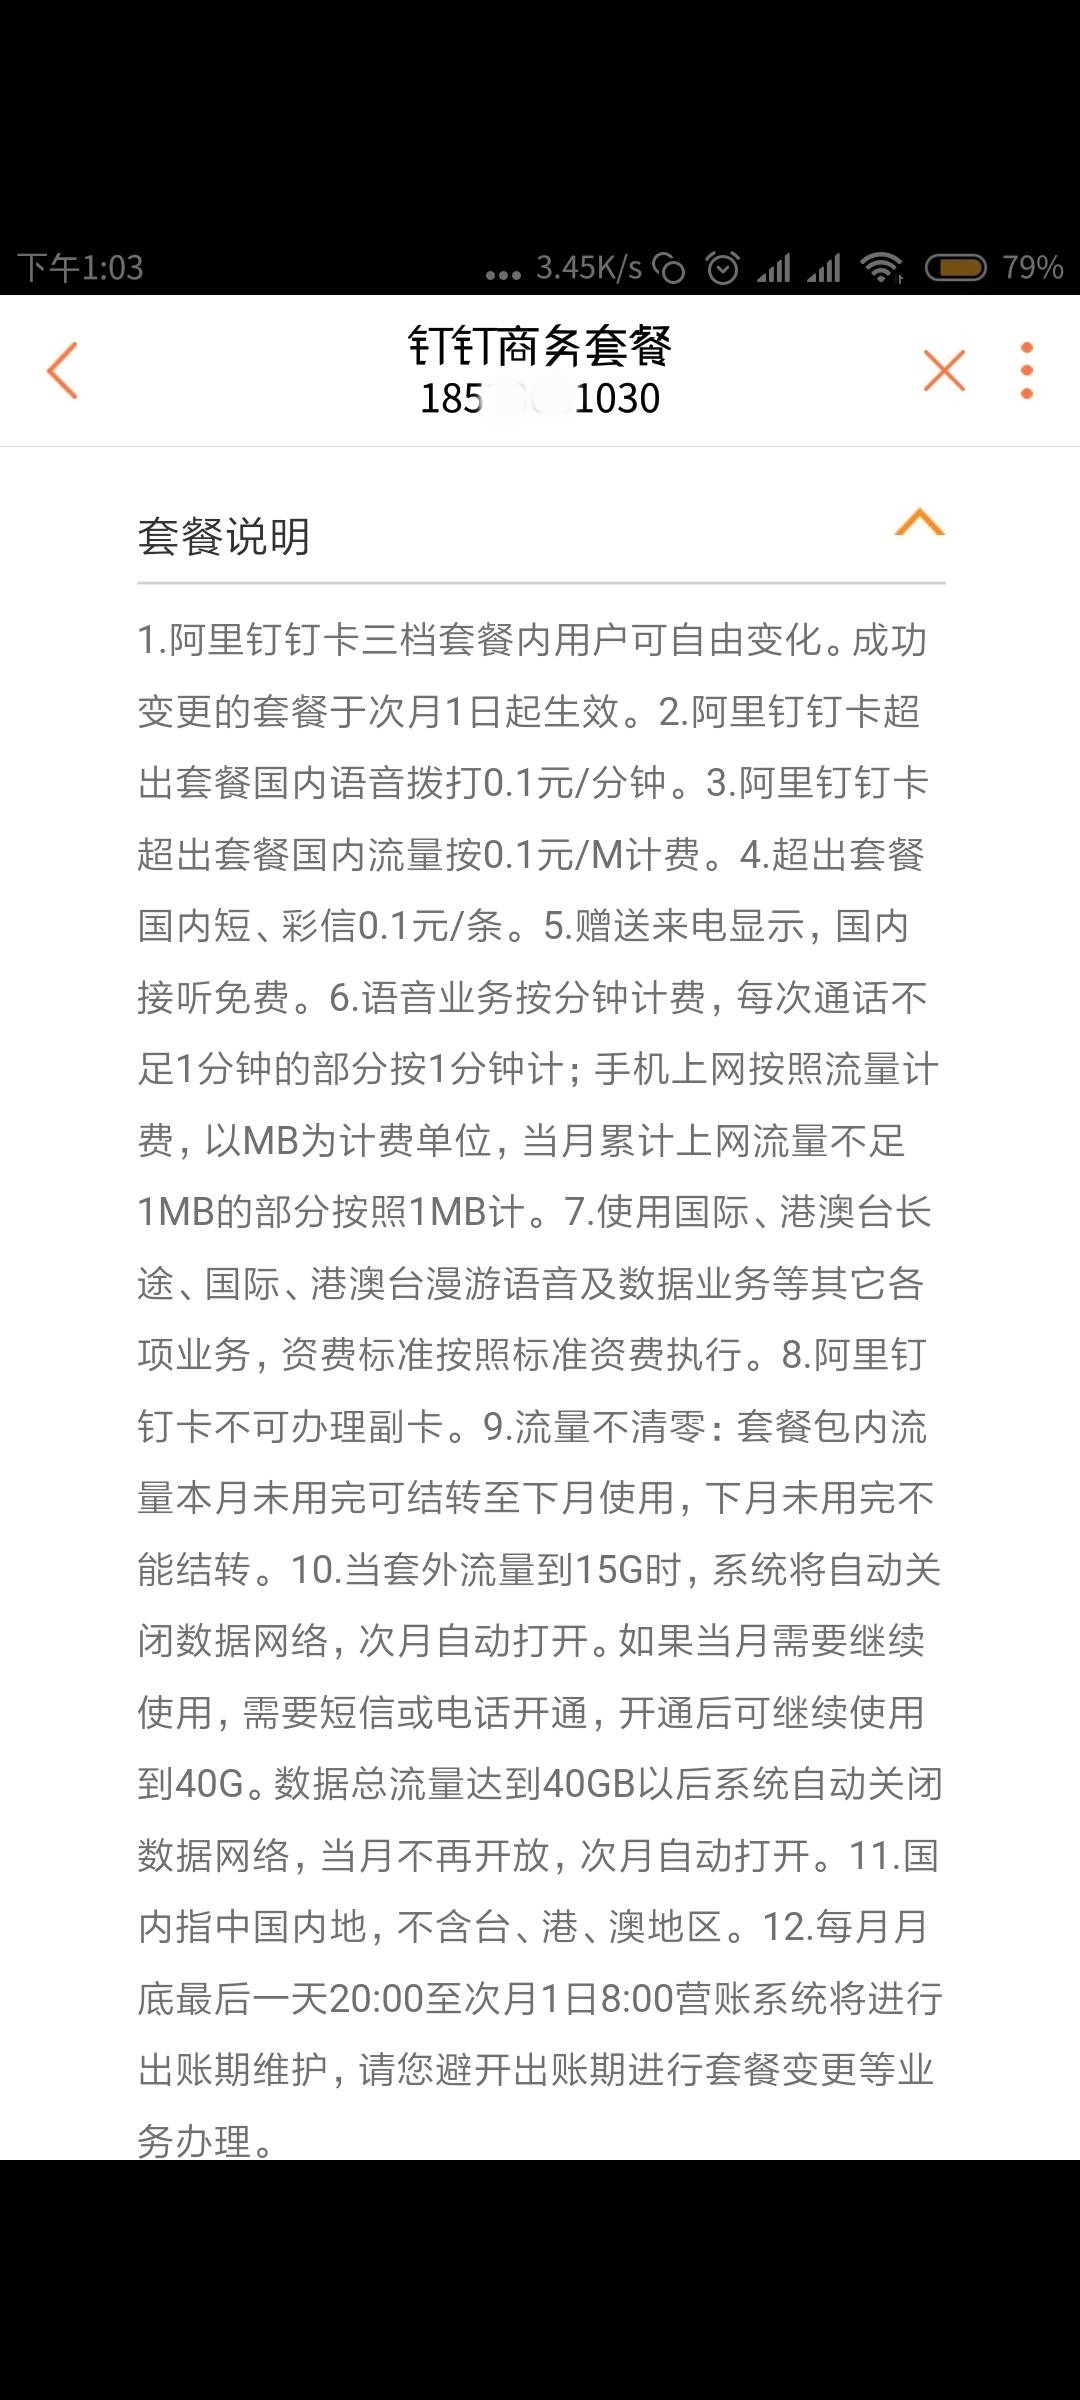 下午1:03
... 3.45K/s
79%
钉钉商务套餐
185 1030
套餐说明
1.阿里钉钉卡三档套餐内用户可自由变化。成功
变更的套餐于次月1日起生效。2.阿里钉钉卡超
出套餐国内语音拨打0.1元/分钟。3.阿里钉钉卡
超出套餐国内流量按0.1元/M计费。4.超出套餐
国内短、彩信0.1元/条。5.赠送来电显示，国内
接听免费。6.语音业务按分钟计费，每次通话不
足1分钟的部分按1分钟计；手机上网按照流量计
费，以MB为计费单位，当月累计上网流量不足
1MB的部分按照1MB计。7.使用国际、港澳台长
途、国际、港澳台漫游语音及数据业务等其它各
项业务，资费标准按照标准资费执行。8.阿里钉
钉卡不可办理副卡。9.流量不清零：套餐包内流
量本月未用完可结转至下月使用，下月未用完不
能结转。10.当套外流量到15G时，系统将自动关
闭数据网络，次月自动打开。如果当月需要继续
使用，需要短信或电话开通，开通后可继续使用
到40G。数据总流量达到40GB以后系统自动关闭
数据网络，当月不再开放，次月自动打开。11.国
内指中国内地，不含台、港、澳地区。12.每月月
底最后一天20:00至次月1日8:00营账系统将进行
出账期维护，请您避开出账期进行套餐变更等业
务办理。